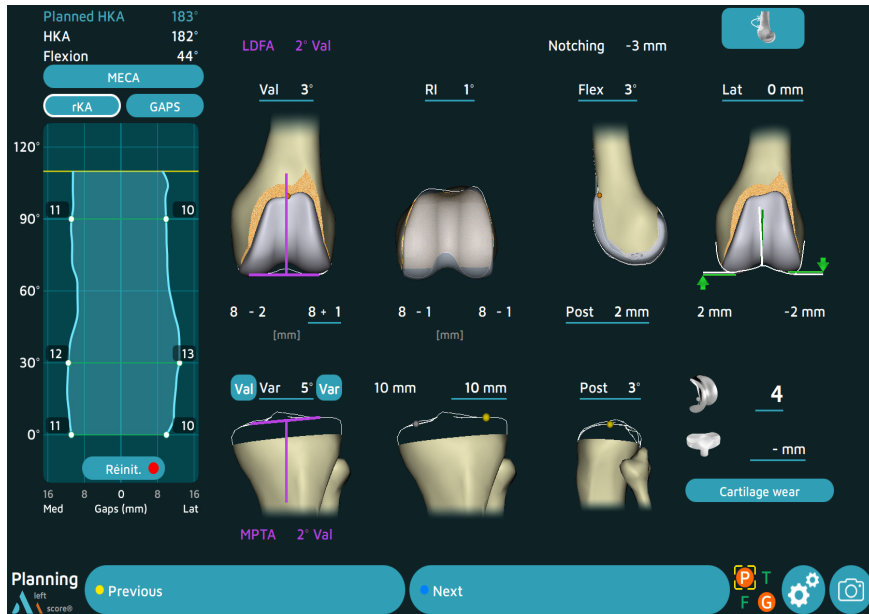 Planned HKA 183°
HKA 182°
Flexion 44°
MECA
rKA GAPS
LDFA 2° Val
Notching -3 mm
Val 3° RI 1° Flex 3° Lat 0 mm
120°
11 90° 10
60°
12 30° 13
11 0° 10
Réinit.
16 8 0 8 16
Med Gaps (mm) Lat
8 - 2 8 + 1 8 - 1 8 - 1 Post 2 mm 2 mm -2 mm
[mm] [mm]
Val Var 5° Var 10 mm 10 mm Post 3°
4
- mm
Cartilage wear
MPTA 2° Val
Planning
left
score®
Previous
Next
P T
F G